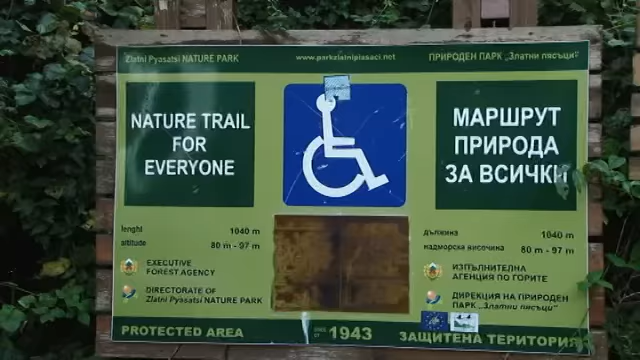 Zlatni Pyasatsi NATURE PARK
www.parkzlatnipiasaci.net
ПРИРОДЕН ПАРК „Златни пясъци"
NATURE TRAIL
FOR
EVERYONE
МАРШРУТ
ПРИРОДА
ЗА ВСИЧКИ
lenght 1040 m
altitude 80 m - 97 m
EXECUTIVE
FOREST AGENCY
DIRECTORATE OF
Zlatni Pyasatsi NATURE PARK
дължина 1040 m
надморска височина 80 m - 97 m
ИЗПЪЛНИТЕЛНА
АГЕНЦИЯ ПО ГОРИТЕ
ДИРЕКЦИЯ НА ПРИРОДЕН
ПАРК „Златни пясъци"
PROTECTED AREA
1943
ЗАЩИТЕНА ТЕРИТОРИЯ